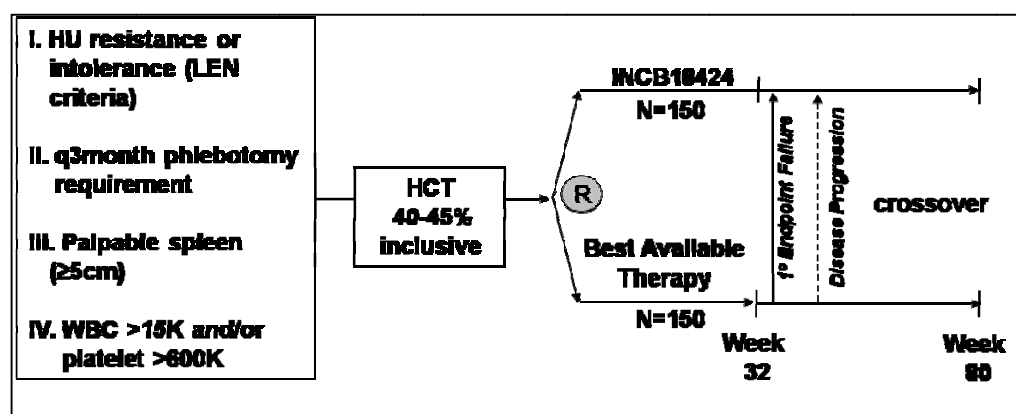 I. HU resistance or
intolerance (LEN
criteria)
II. q3month phlebotomy
requirement
III. Palpable spleen
(≥5cm)
IV. WBC >15K and/or
platelet >600K
HCT
40-45%
inclusive
R
INCB18424
N=150
Best Available
Therapy
N=150
1° Endpoint Failure
Disease Progression
crossover
Week
32
Week
80